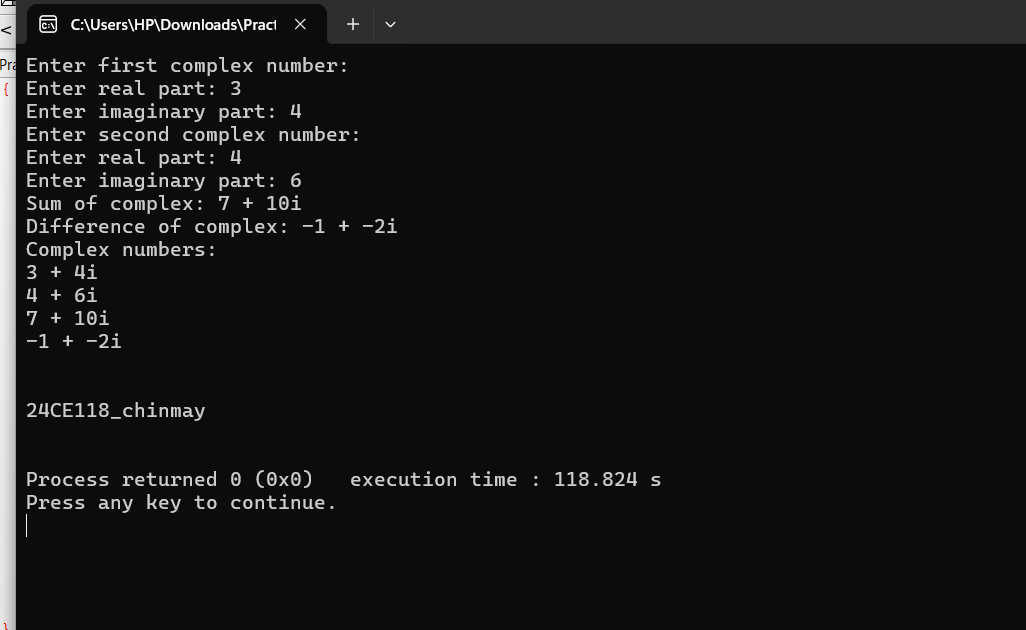 C:\Users\HP\Downloads\Pract
Enter first complex number:
Enter real part: 3
Enter imaginary part: 4
Enter second complex number:
Enter real part: 4
Enter imaginary part: 6
Sum of complex: 7 + 10i
Difference of complex: -1 + -2i
Complex numbers:
3 + 4i
4 + 6i
7 + 10i
-1 + -2i
24CE118_chinmay
Process returned 0 (0x0)   execution time : 118.824 s
Press any key to continue.